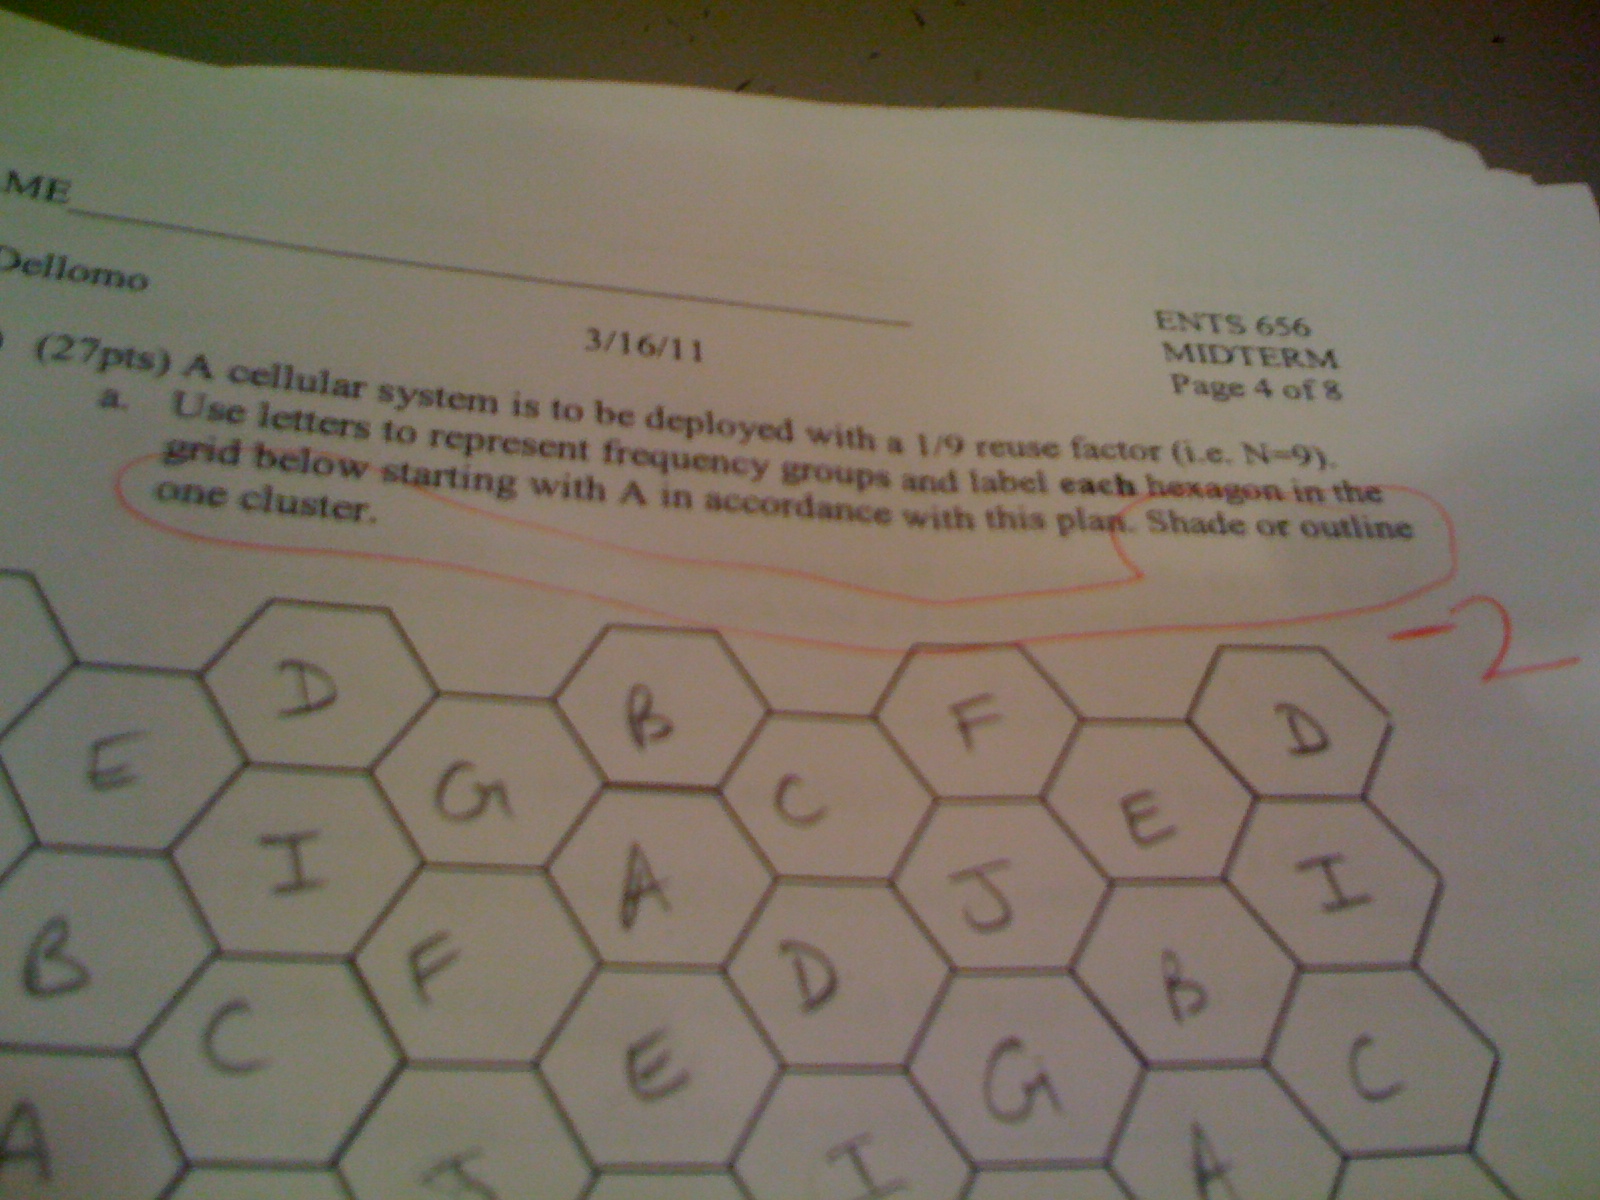 AME
Dellomo
3/16/11
ENTS 656
MIDTERM
Page 4 of 8
) (27pts) A cellular system is to be deployed with a 1/9 reuse factor (i.e. N=9).
a. Use letters to represent frequency groups and label each hexagon in the
grid below starting with A in accordance with this plan. Shade or outline
one cluster.
-2
D B F D
E G C E
I A J I
B F D B
C E G C
A J I A